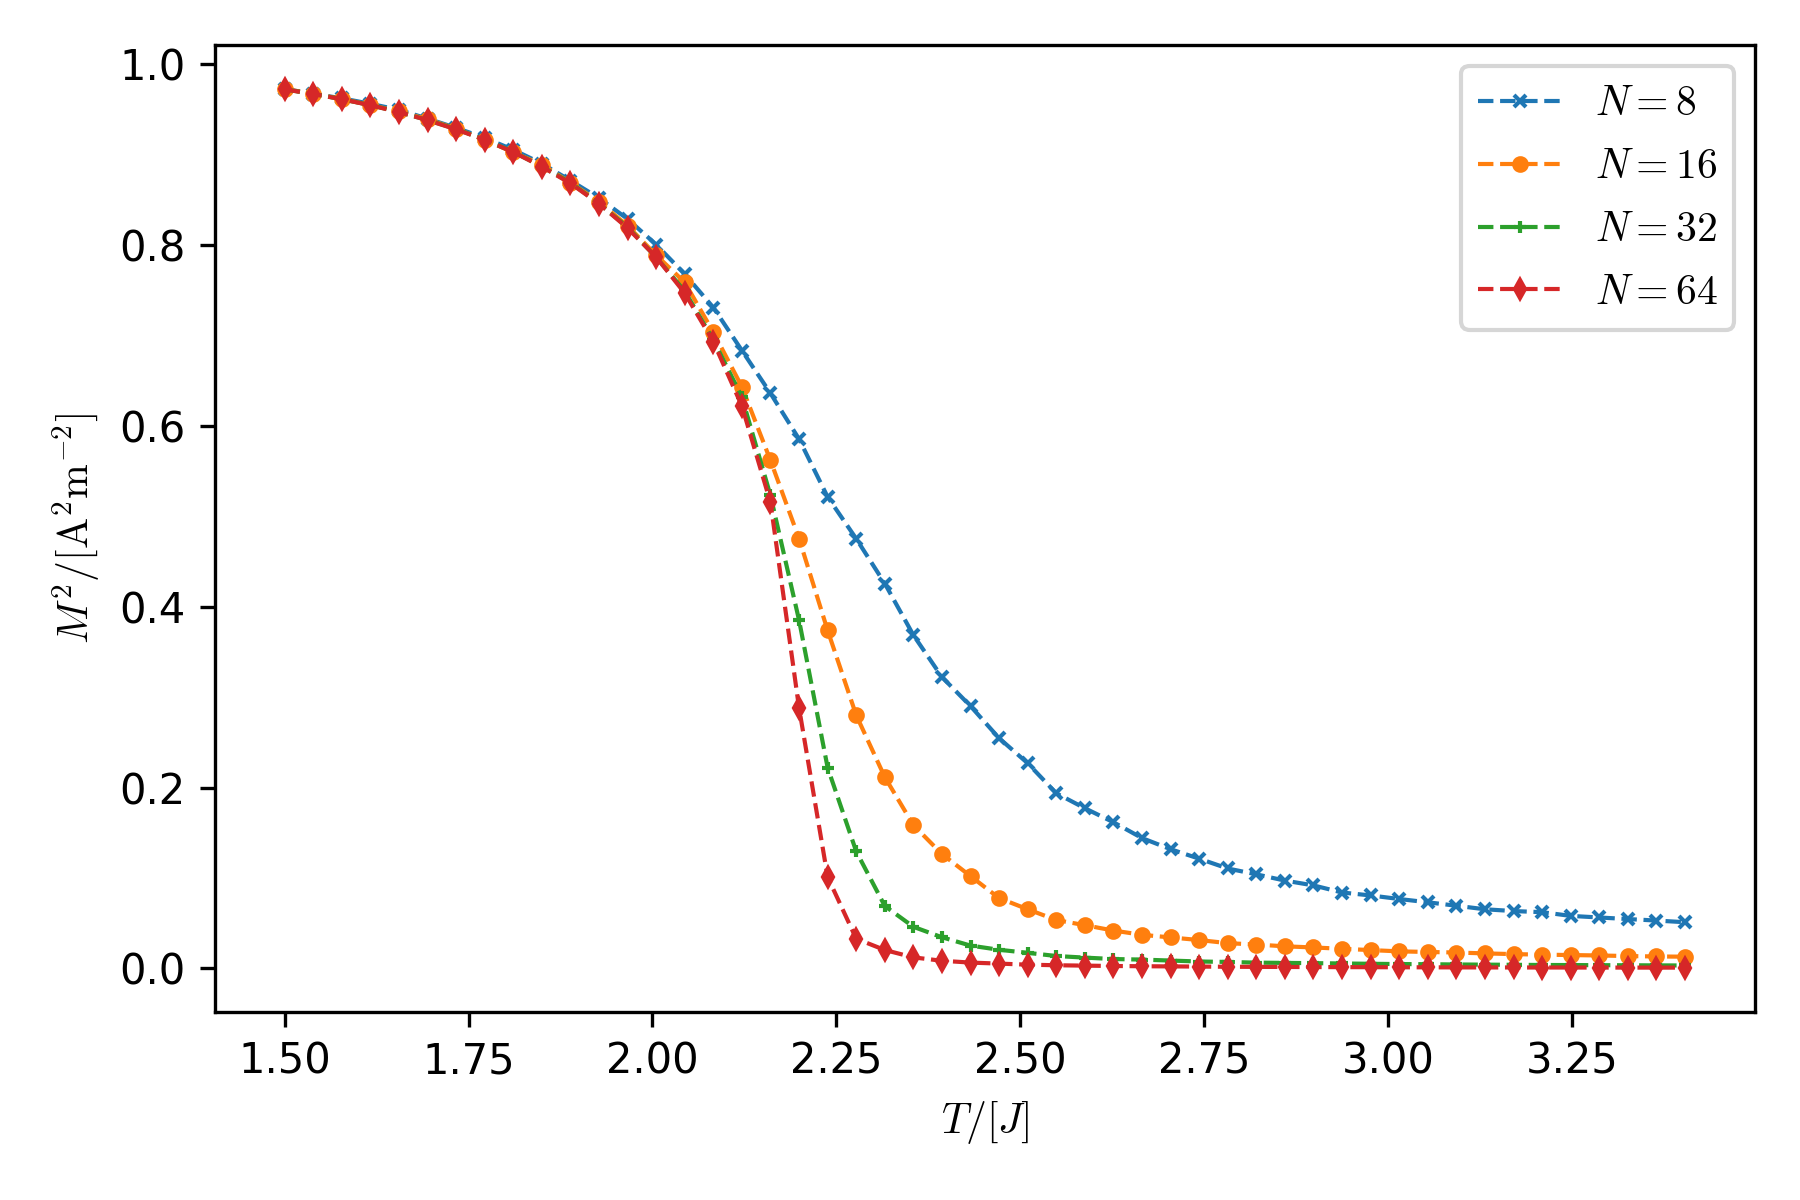 1.0
0.8
0.6
0.4
0.2
0.0
M²/[A²m⁻²]
1.50 1.75 2.00 2.25 2.50 2.75 3.00 3.25
T/[J]
N = 8
N = 16
N = 32
N = 64